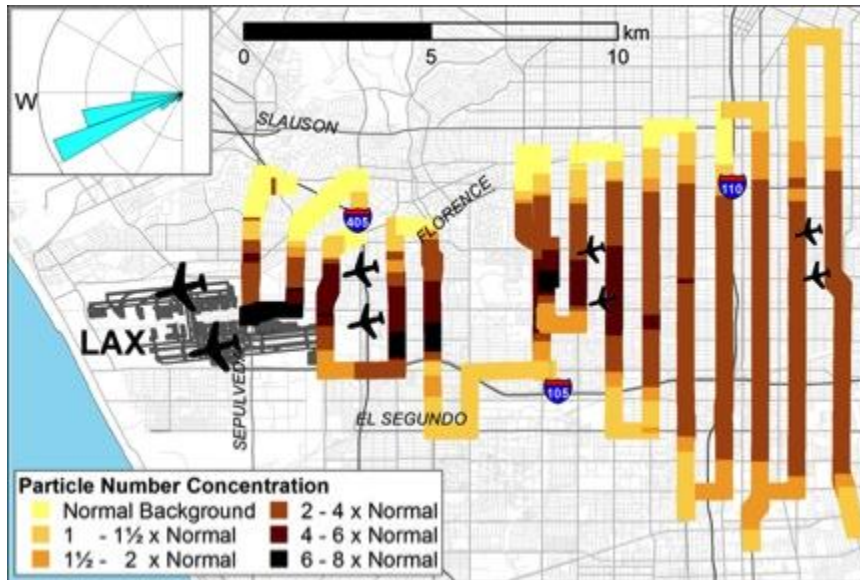 km
0 5 10
W
SLAUSON
FLORENCE
405
110
LAX
SEPULVEDA
105
EL SEGUNDO
Particle Number Concentration
Normal Background
1 - 1½ x Normal
1½ - 2 x Normal
2 - 4 x Normal
4 - 6 x Normal
6 - 8 x Normal